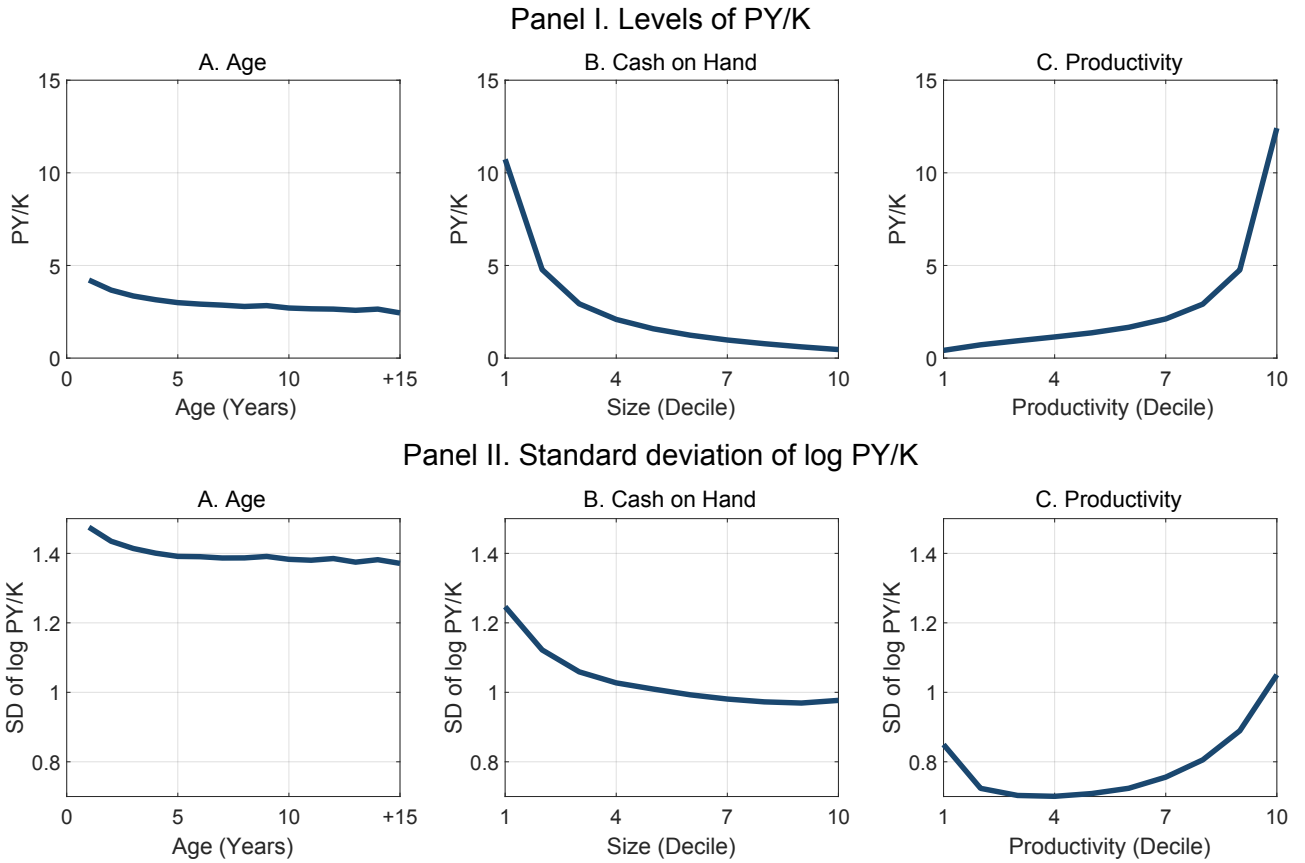 Panel I. Levels of PY/K
A. Age
B. Cash on Hand
C. Productivity
15
10
5
0
PY/K
0
5
10
+15
Age (Years)
15
10
5
0
PY/K
1
4
7
10
Size (Decile)
15
10
5
0
PY/K
1
4
7
10
Productivity (Decile)
Panel II. Standard deviation of log PY/K
A. Age
B. Cash on Hand
C. Productivity
1.4
1.2
1
0.8
SD of log PY/K
0
5
10
+15
Age (Years)
1.4
1.2
1
0.8
SD of log PY/K
1
4
7
10
Size (Decile)
1.4
1.2
1
0.8
SD of log PY/K
1
4
7
10
Productivity (Decile)